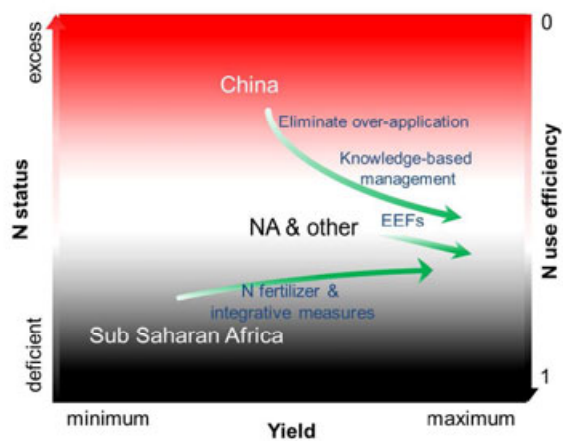 excess
0
China
Eliminate over-application
Knowledge-based
management
N status
N use efficiency
NA & other
EEFs
N fertilizer &
integrative measures
Sub Saharan Africa
deficient
1
minimum
Yield
maximum